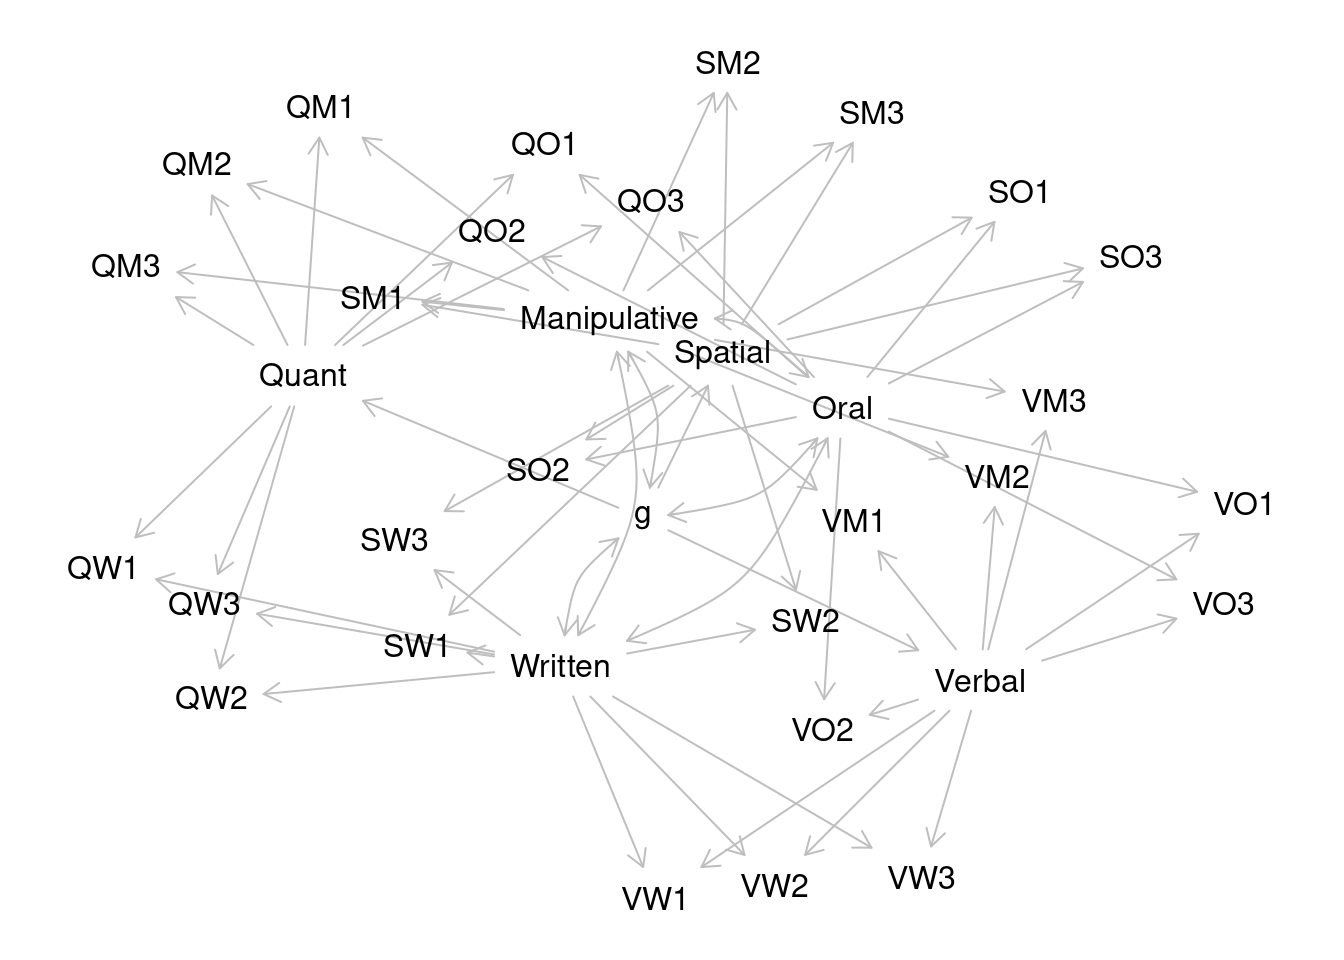 SM2
QM1
SM3
QO1
QM2
SO1
QO3
QO2
SO3
QM3
SM1
Manipulative
Spatial
Quant
VM3
Oral
SO2
VM2
VO1
g
VM1
SW3
QW1
QW3
VO3
SW2
SW1
Written
Verbal
QW2
VO2
VW3
VW2
VW1